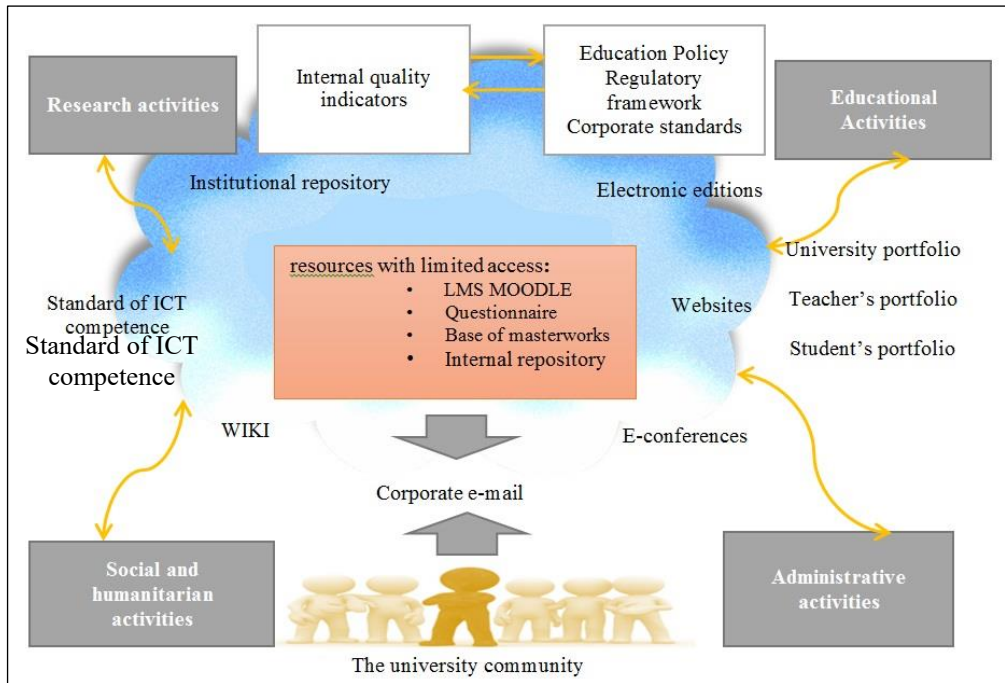 Research activities
Internal quality
indicators
Education Policy
Regulatory
framework
Corporate standards
Educational
Activities
Institutional repository
Electronic editions
resources with limited access:
• LMS MOODLE
• Questionnaire
• Base of masterworks
• Internal repository
Standard of ICT
competence
Standard of ICT
competence
Websites
University portfolio
Teacher’s portfolio
Student’s portfolio
WIKI
E-conferences
Corporate e-mail
Social and
humanitarian
activities
Administrative
activities
The university community